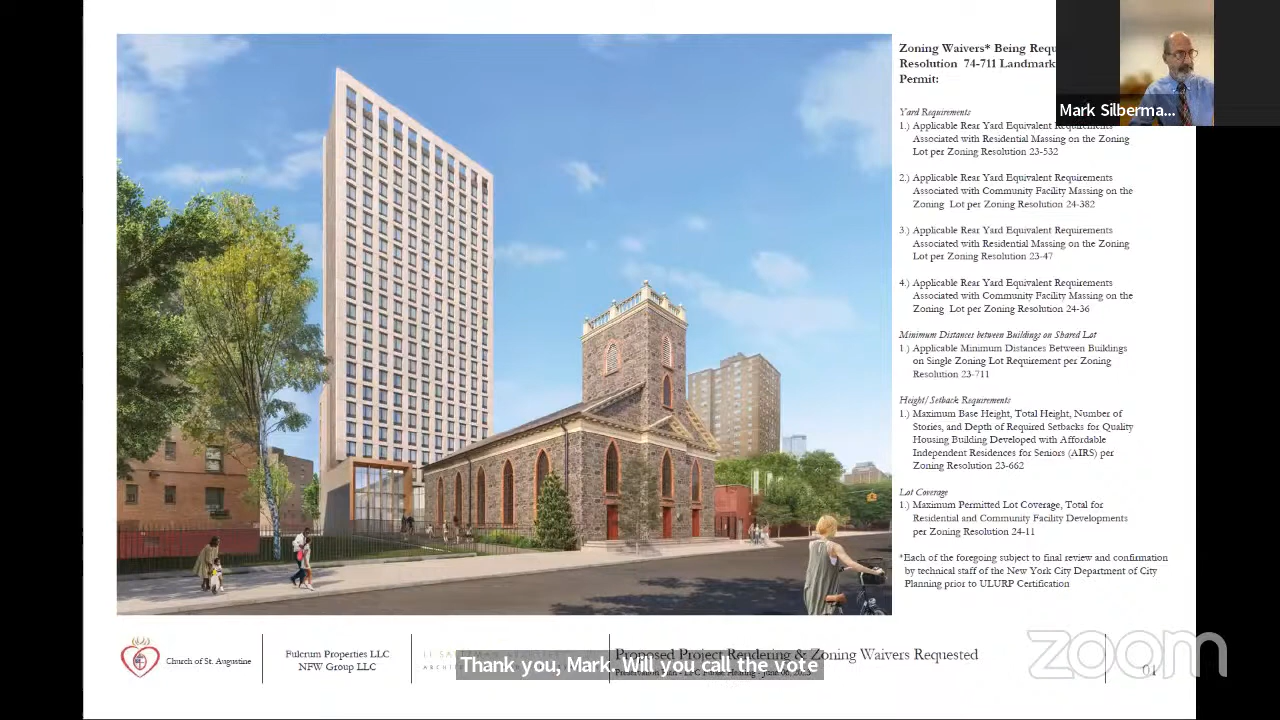 Zoning Waivers* Being Requ
Resolution 74-711 Landmark
Permit:
Mark Silberma...
Yard Requirements
1.) Applicable Rear Yard Equivalent Requirements
Associated with Residential Massing on the Zoning
Lot per Zoning Resolution 23-532
2.) Applicable Rear Yard Equivalent Requirements
Associated with Community Facility Massing on the
Zoning Lot per Zoning Resolution 24-382
3.) Applicable Rear Yard Equivalent Requirements
Associated with Residential Massing on the Zoning
Lot per Zoning Resolution 23-47
4.) Applicable Rear Yard Equivalent Requirements
Associated with Community Facility Massing on the
Zoning Lot per Zoning Resolution 24-36
Minimum Distances between Buildings on Shared Lot
1.) Applicable Minimum Distances Between Buildings
on Single Zoning Lot Requirement per Zoning
Resolution 23-711
Height/Setback Requirements
1.) Maximum Base Height, Total Height, Number of
Stories, and Depth of Required Setbacks for Quality
Housing Building Developed with Affordable
Independent Residences for Seniors (AIRS) per
Zoning Resolution 23-662
Lot Coverage
1.) Maximum Permitted Lot Coverage, Total for
Residential and Community Facility Developments
per Zoning Resolution 24-11
*Each of the foregoing subject to final review and confirmation
by technical staff of the New York City Department of City
Planning prior to ULURP Certification
Church of St. Augustine
Fulcrum Properties LLC
NFW Group LLC
Proposed Project Rendering & Zoning Waivers Requested
Thank you, Mark. Will you call the vote
zoom
01